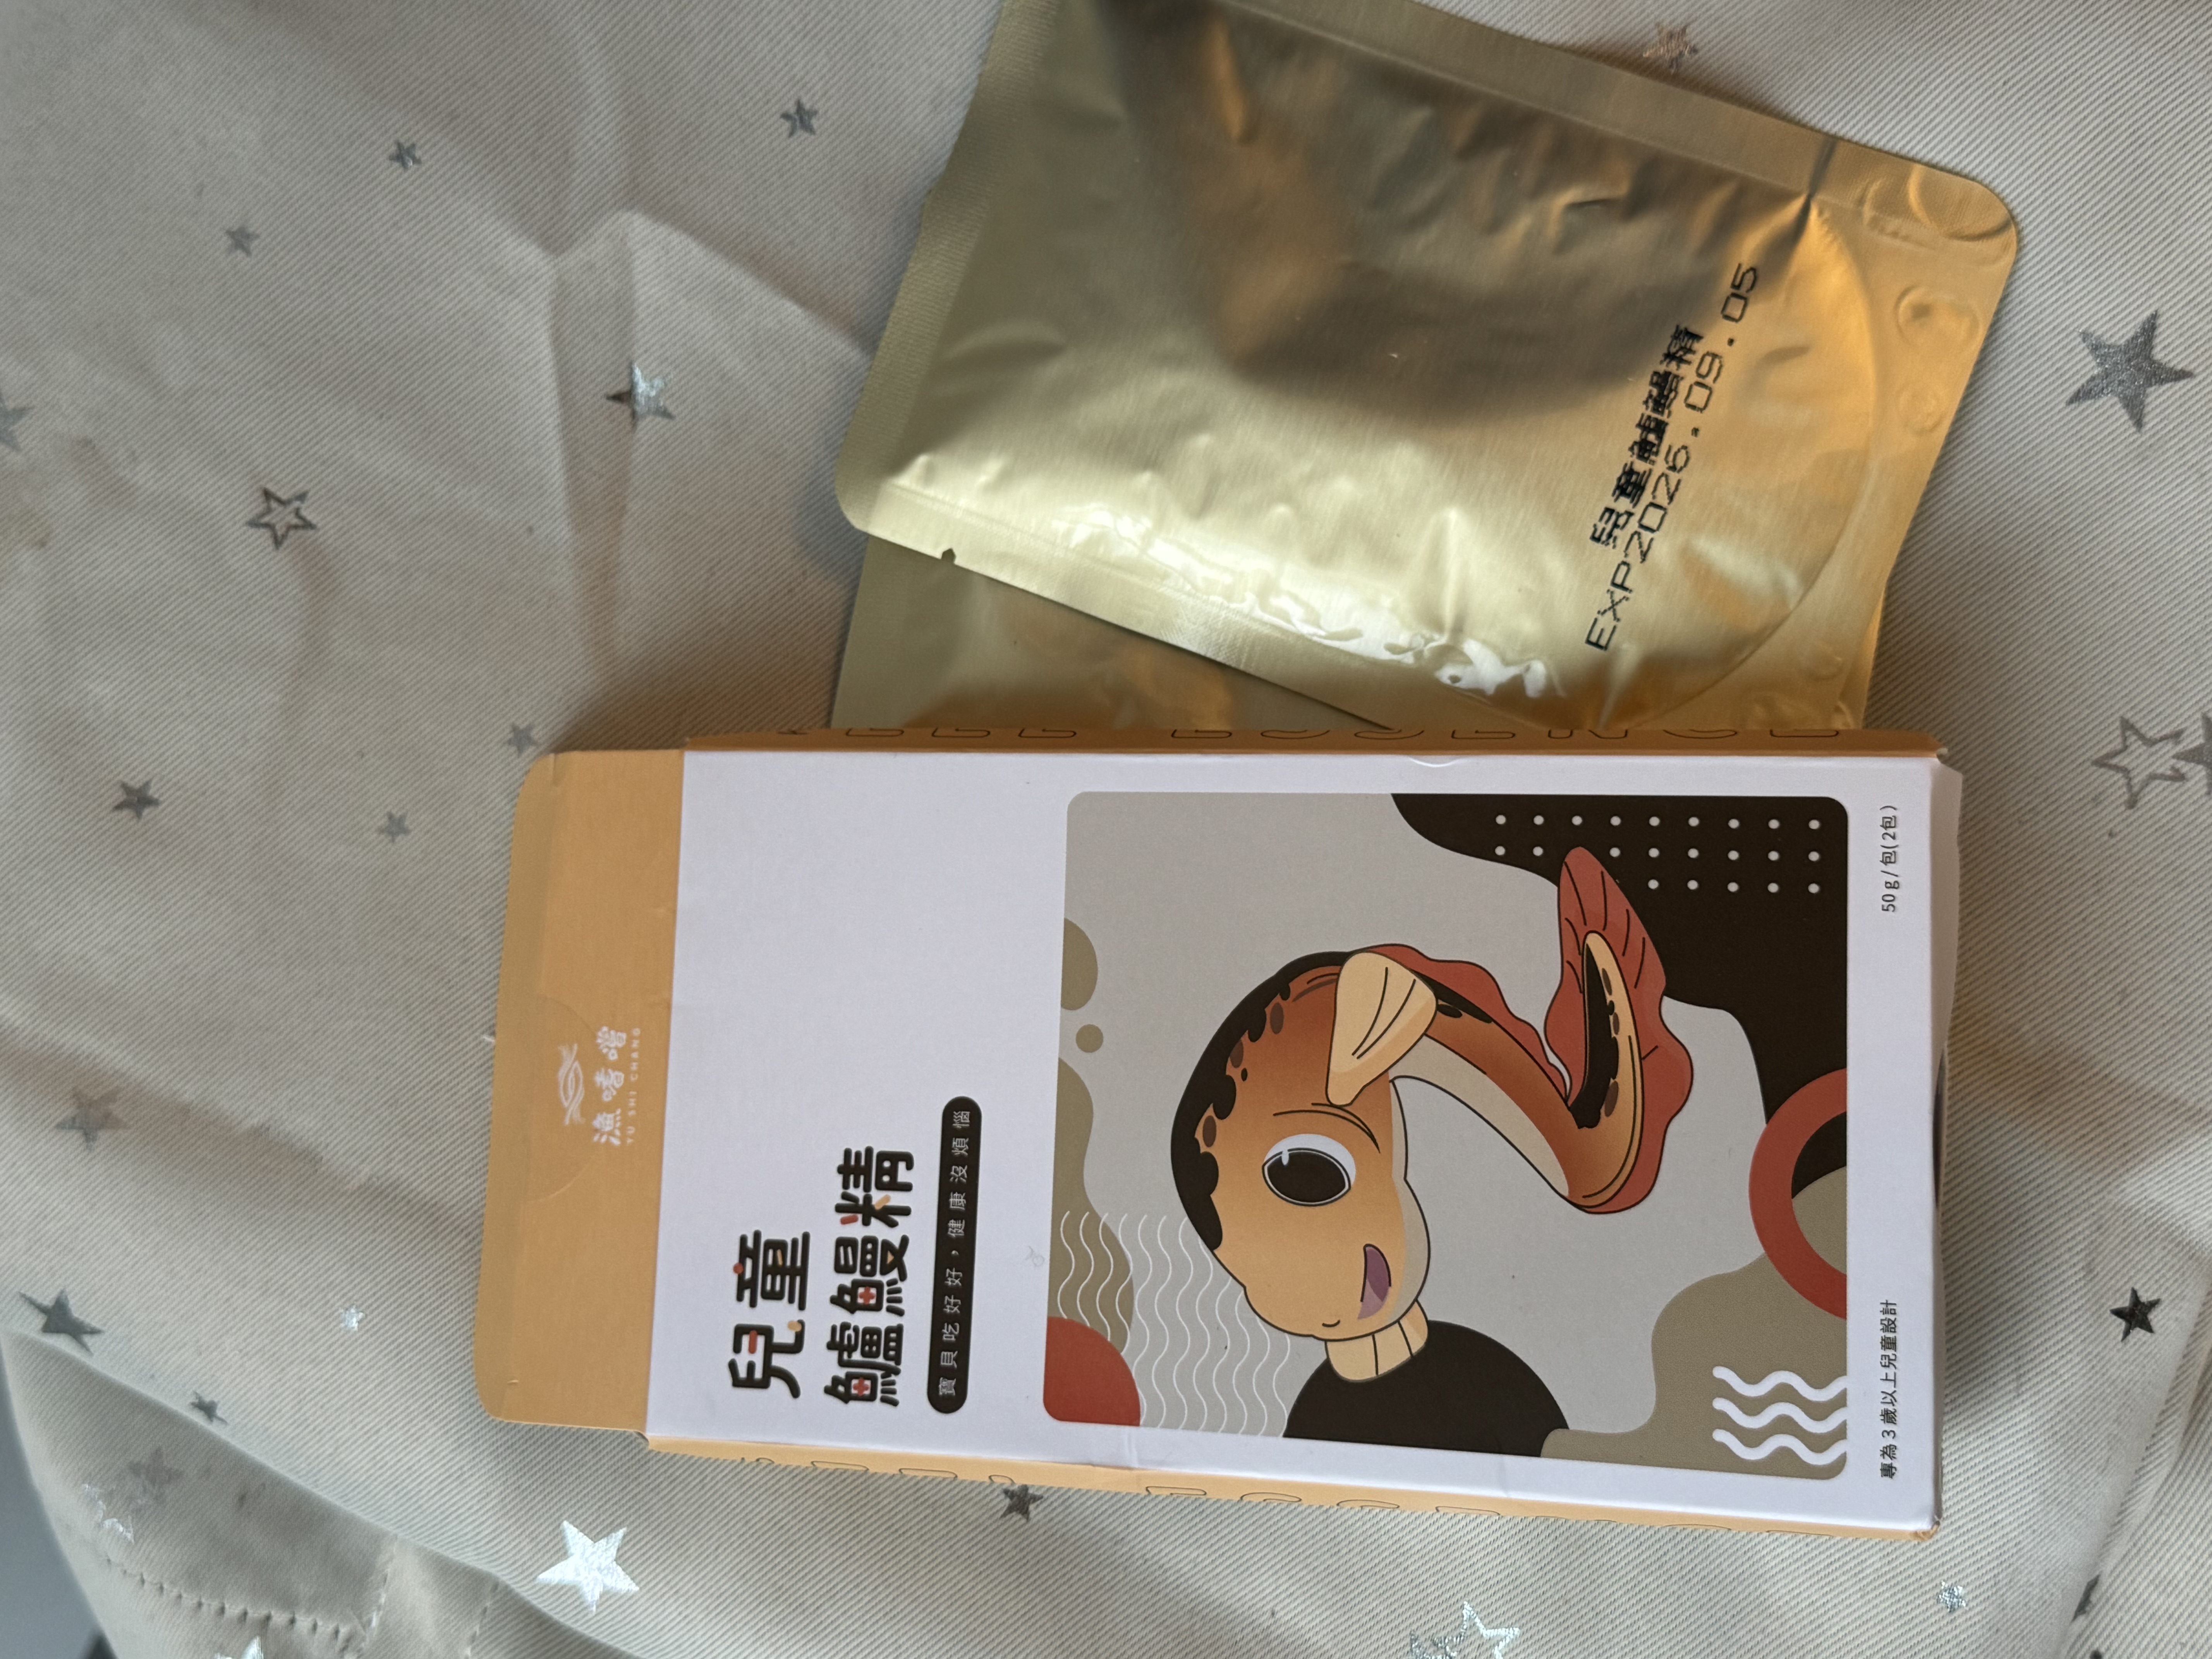 漁嗜嚐
YU SHI CHANG
兒童
鱸鰻精
寶貝吃好好，健康沒煩惱
專為3歲以上兒童設計
50g/包(2包)
兒童鱸鰻精
EXP2026.09.05